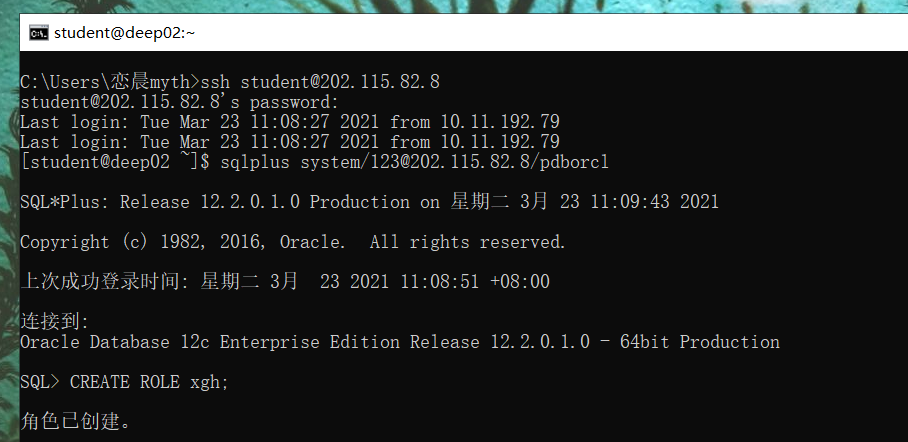 student@deep02:~
C:\Users\恋晨myth>ssh student@202.115.82.8
student@202.115.82.8's password:
Last login: Tue Mar 23 11:08:27 2021 from 10.11.192.79
Last login: Tue Mar 23 11:08:27 2021 from 10.11.192.79
[student@deep02 ~]$ sqlplus system/123@202.115.82.8/pdborcl
SQL*Plus: Release 12.2.0.1.0 Production on 星期二 3月 23 11:09:43 2021
Copyright (c) 1982, 2016, Oracle.  All rights reserved.
上次成功登录时间: 星期二 3月  23 2021 11:08:51 +08:00
连接到:
Oracle Database 12c Enterprise Edition Release 12.2.0.1.0 - 64bit Production
SQL> CREATE ROLE xgh;
角色已创建。